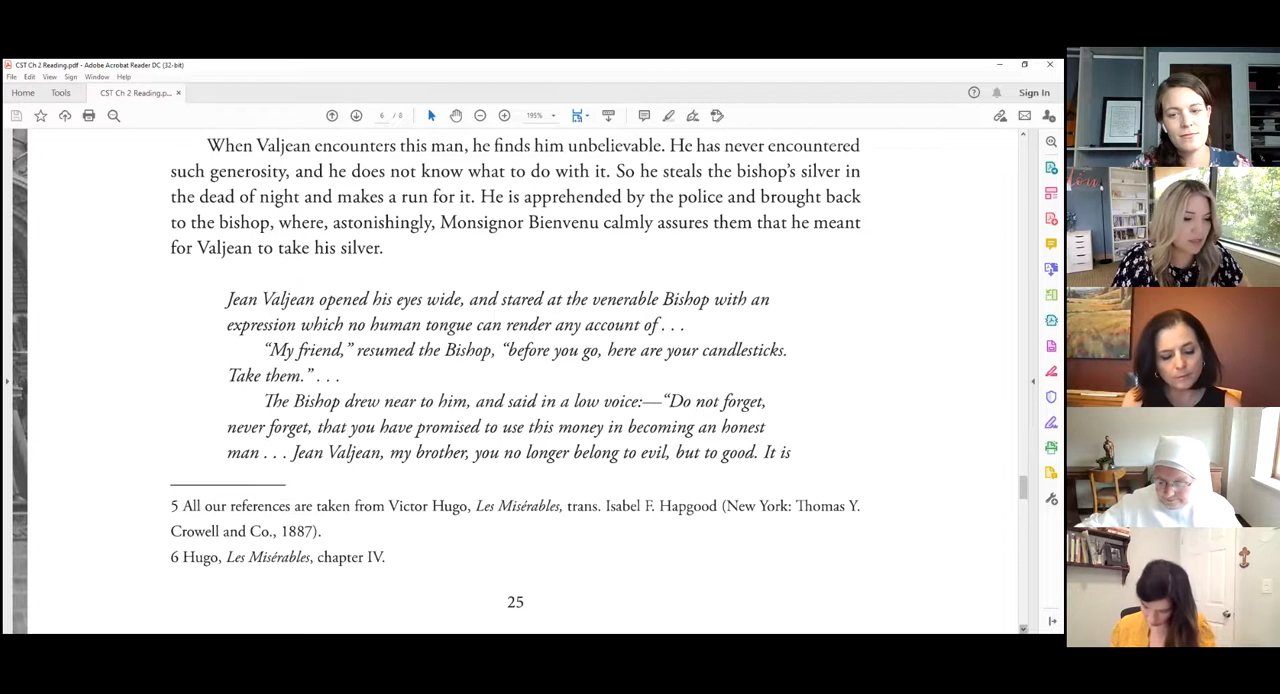 CST Ch 2 Reading.pdf - Adobe Acrobat Reader DC (32-bit)
File Edit View Sign Window Help
Home Tools CST Ch 2 Reading.p... × Sign In
6 / 8 195%
When Valjean encounters this man, he finds him unbelievable. He has never encountered
such generosity, and he does not know what to do with it. So he steals the bishop’s silver in
the dead of night and makes a run for it. He is apprehended by the police and brought back
to the bishop, where, astonishingly, Monsignor Bienvenu calmly assures them that he meant
for Valjean to take his silver.
Jean Valjean opened his eyes wide, and stared at the venerable Bishop with an
expression which no human tongue can render any account of . . .
“My friend,” resumed the Bishop, “before you go, here are your candlesticks.
Take them.” . . .
The Bishop drew near to him, and said in a low voice:—“Do not forget,
never forget, that you have promised to use this money in becoming an honest
man . . . Jean Valjean, my brother, you no longer belong to evil, but to good. It is
5 All our references are taken from Victor Hugo, Les Misérables, trans. Isabel F. Hapgood (New York: Thomas Y.
Crowell and Co., 1887).
6 Hugo, Les Misérables, chapter IV.
25